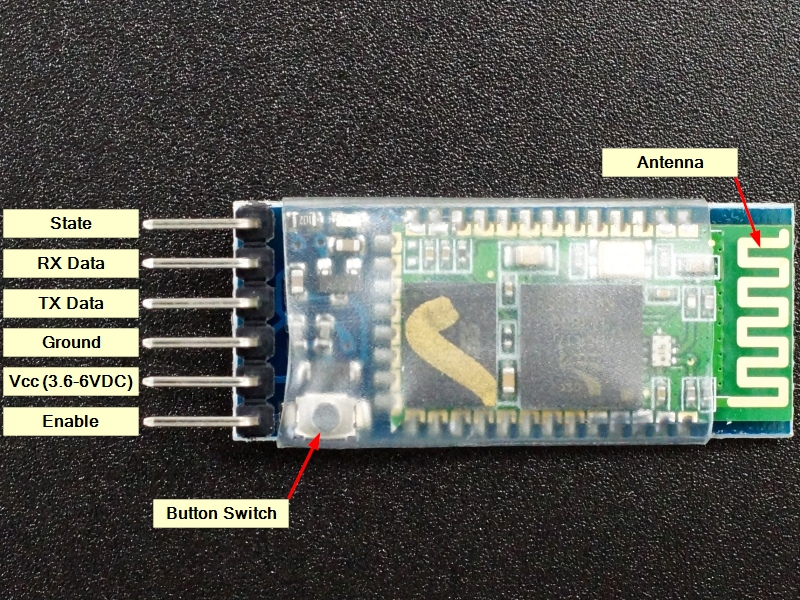 Antenna
State
RX Data
TX Data
Ground
Vcc (3.6-6VDC)
Enable
Button Switch